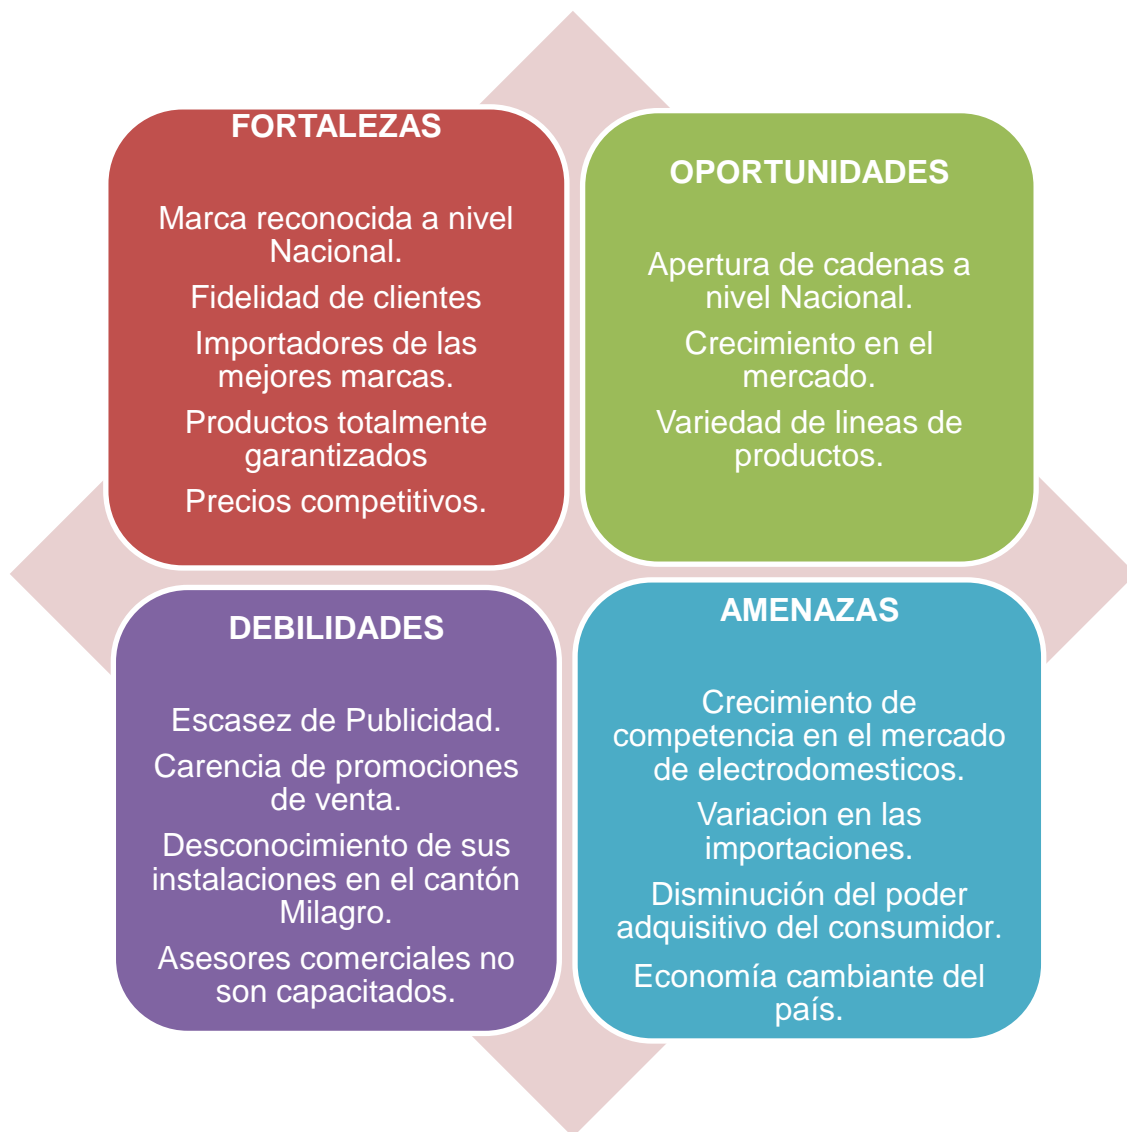 FORTALEZAS
Marca reconocida a nivel
Nacional.
Fidelidad de clientes
Importadores de las
mejores marcas.
Productos totalmente
garantizados
Precios competitivos.
OPORTUNIDADES
Apertura de cadenas a
nivel Nacional.
Crecimiento en el
mercado.
Variedad de lineas de
productos.
DEBILIDADES
Escasez de Publicidad.
Carencia de promociones
de venta.
Desconocimiento de sus
instalaciones en el cantón
Milagro.
Asesores comerciales no
son capacitados.
AMENAZAS
Crecimiento de
competencia en el mercado
de electrodomesticos.
Variacion en las
importaciones.
Disminución del poder
adquisitivo del consumidor.
Economía cambiante del
país.